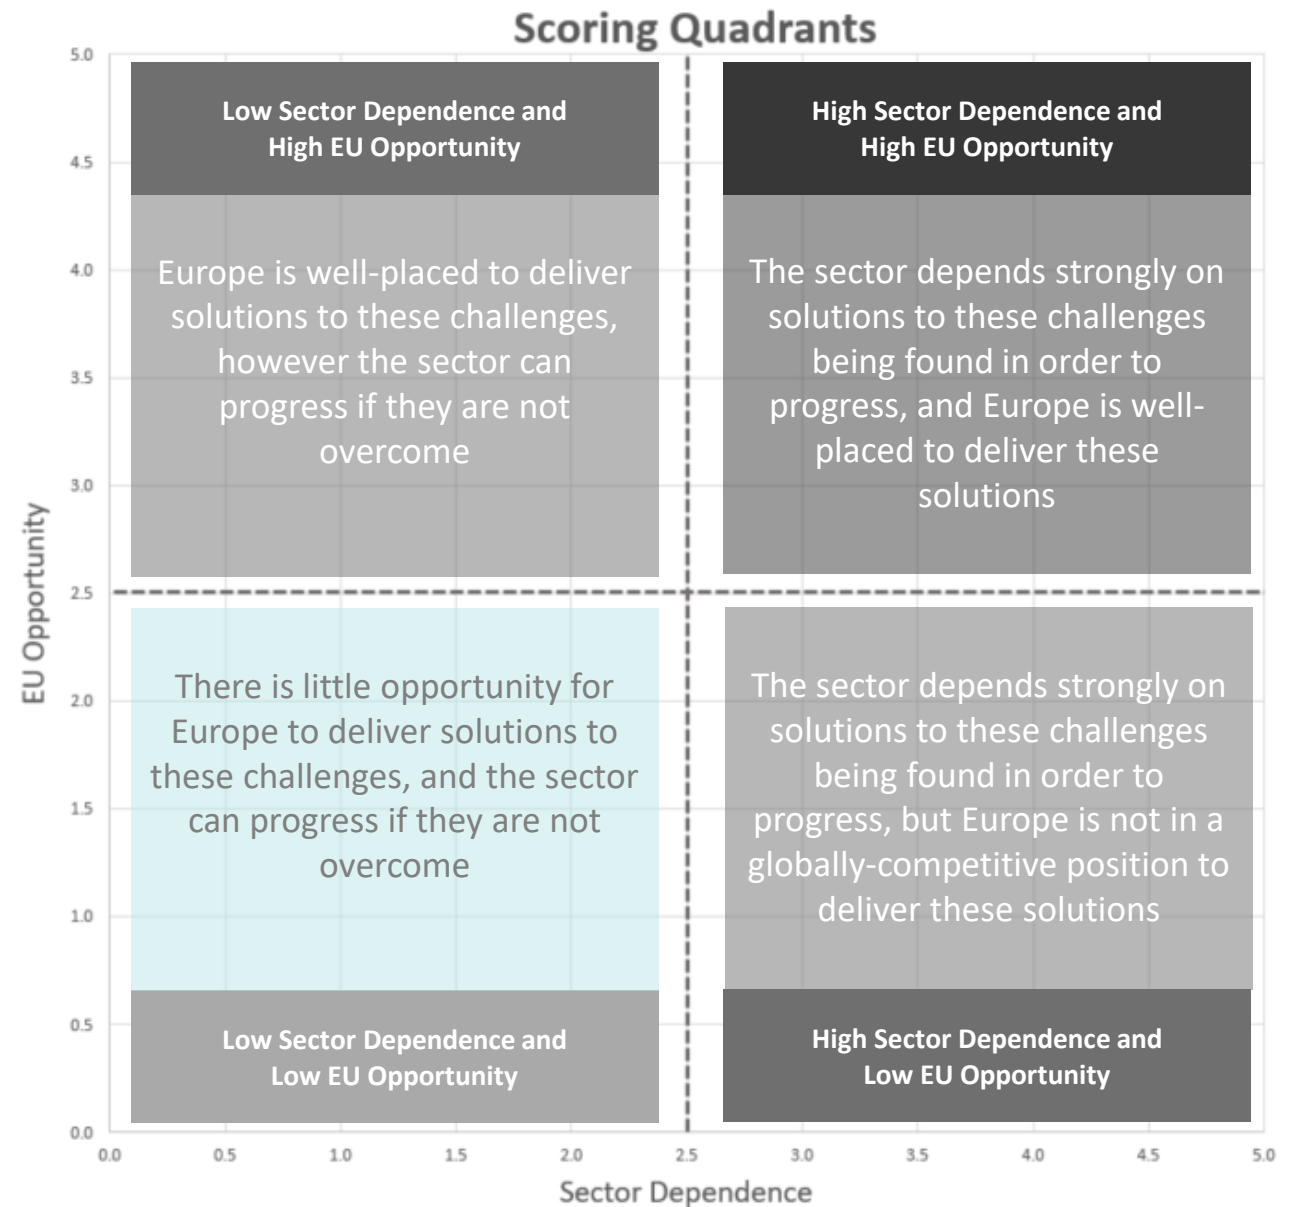 Scoring Quadrants
5.0
4.5
4.0
3.5
3.0
2.5
2.0
1.5
1.0
0.5
0.0
EU Opportunity
Low Sector Dependence and
High EU Opportunity
Europe is well-placed to deliver
solutions to these challenges,
however the sector can
progress if they are not
overcome
High Sector Dependence and
High EU Opportunity
The sector depends strongly on
solutions to these challenges
being found in order to
progress, and Europe is well-
placed to deliver these
solutions
There is little opportunity for
Europe to deliver solutions to
these challenges, and the sector
can progress if they are not
overcome
Low Sector Dependence and
Low EU Opportunity
The sector depends strongly on
solutions to these challenges
being found in order to
progress, but Europe is not in a
globally-competitive position to
deliver these solutions
High Sector Dependence and
Low EU Opportunity
0.0 0.5 1.0 1.5 2.0 2.5 3.0 3.5 4.0 4.5 5.0
Sector Dependence